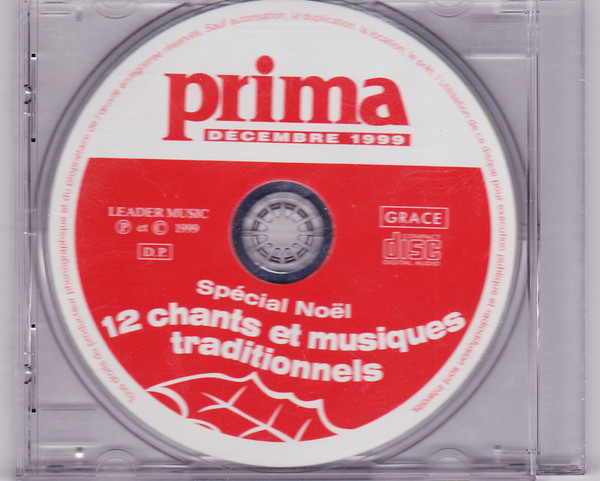 Tous droits du producteur phonographique et du propriétaire de l'œuvre enregistrée réservés. Sauf autorisation, la duplication, la location, le prêt, l'utilisation de ce disque pour exécution publique et radiodiffusion sont interdits.
prima
DÉCEMBRE 1999
LEADER MUSIC
Ⓟ et © 1999
D.P.
GRACE
COMPACT
disc
DIGITAL AUDIO
Spécial Noël
12 chants et musiques
traditionnels